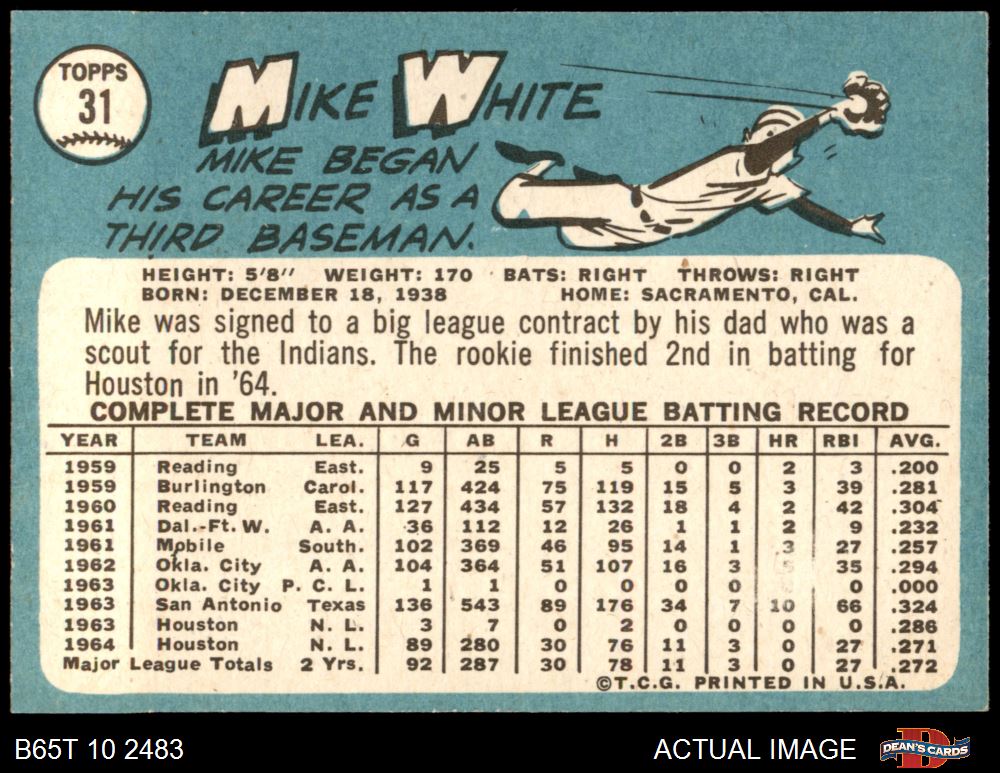 TOPPS
31
MIKE WHITE
MIKE BEGAN
HIS CAREER AS A
THIRD BASEMAN.
HEIGHT: 5'8" WEIGHT: 170 BATS: RIGHT THROWS: RIGHT
BORN: DECEMBER 18, 1938 HOME: SACRAMENTO, CAL.
Mike was signed to a big league contract by his dad who was a
scout for the Indians. The rookie finished 2nd in batting for
Houston in '64.
COMPLETE MAJOR AND MINOR LEAGUE BATTING RECORD
YEAR TEAM LEA. G AB R H 2B 3B HR RBI AVG.
1959 Reading East. 9 25 5 5 0 0 2 3 .200
1959 Burlington Carol. 117 424 75 119 15 5 3 39 .281
1960 Reading East. 127 434 57 132 18 4 2 42 .304
1961 Dal.-Ft. W. A. A. 36 112 12 26 1 1 2 9 .232
1961 Mobile South. 102 369 46 95 14 1 3 27 .257
1962 Okla. City A. A. 104 364 51 107 16 3 5 35 .294
1963 Okla. City P. C. L. 1 1 0 0 0 0 0 0 .000
1963 San Antonio Texas 136 543 89 176 34 7 10 66 .324
1963 Houston N. L. 3 7 0 2 0 0 0 0 .286
1964 Houston N. L. 89 280 30 76 11 3 0 27 .271
Major League Totals 2 Yrs. 92 287 30 78 11 3 0 27 .272
©T.C.G. PRINTED IN U.S.A.
B65T 10 2483 ACTUAL IMAGE DEAN'S CARDS